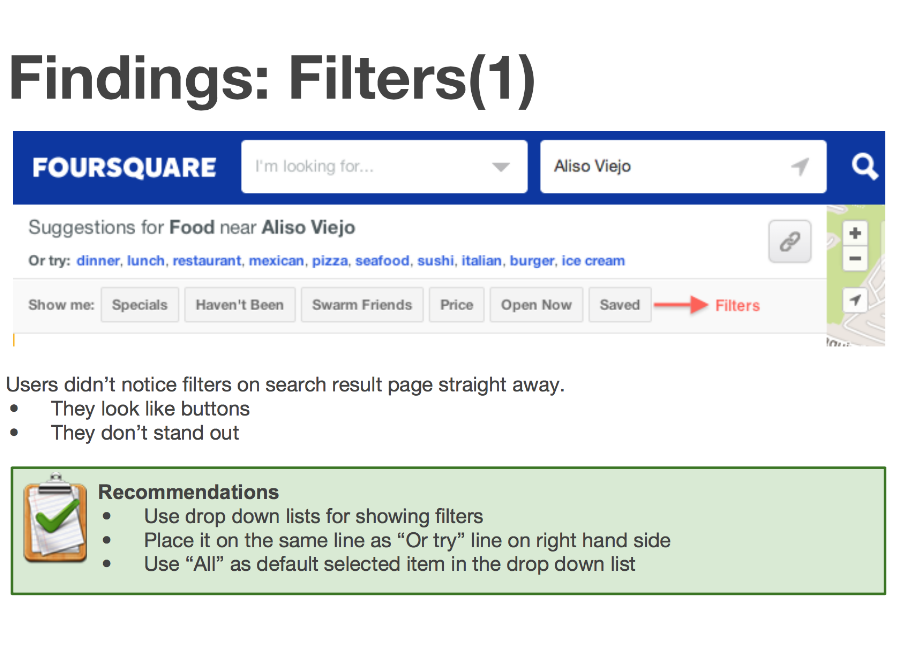 Findings: Filters(1)
FOURSQUARE
I'm looking for...
Aliso Viejo
Suggestions for Food near Aliso Viejo
Or try: dinner, lunch, restaurant, mexican, pizza, seafood, sushi, italian, burger, ice cream
Show me: Specials Haven't Been Swarm Friends Price Open Now Saved Filters
Users didn't notice filters on search result page straight away.
• They look like buttons
• They don't stand out
Recommendations
• Use drop down lists for showing filters
• Place it on the same line as “Or try” line on right hand side
• Use “All” as default selected item in the drop down list